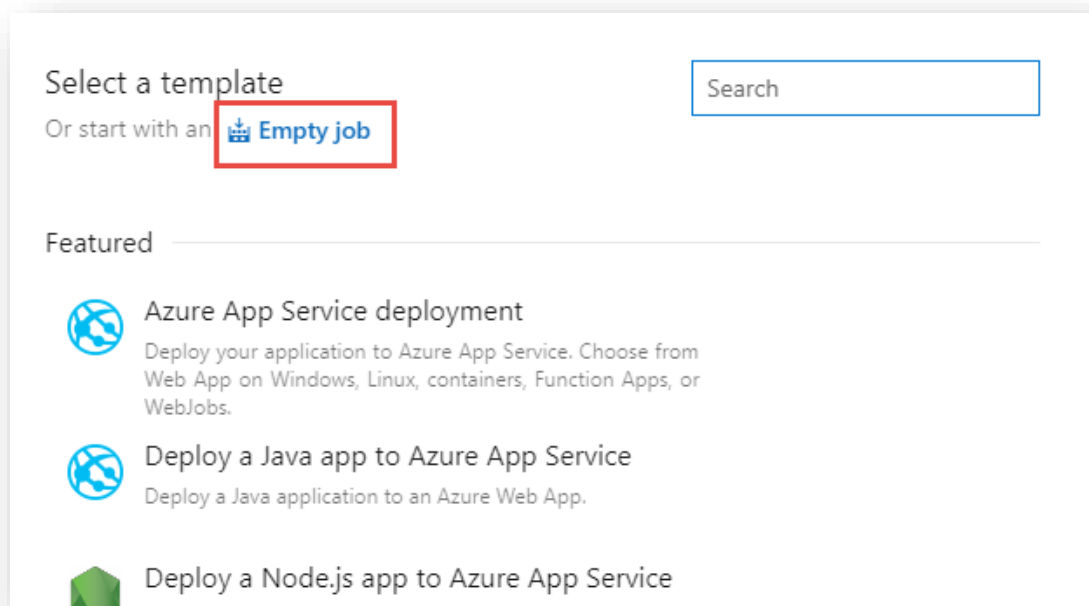 Select a template
Search
Or start with an Empty job
Featured
Azure App Service deployment
Deploy your application to Azure App Service. Choose from
Web App on Windows, Linux, containers, Function Apps, or
WebJobs.
Deploy a Java app to Azure App Service
Deploy a Java application to an Azure Web App.
Deploy a Node.js app to Azure App Service